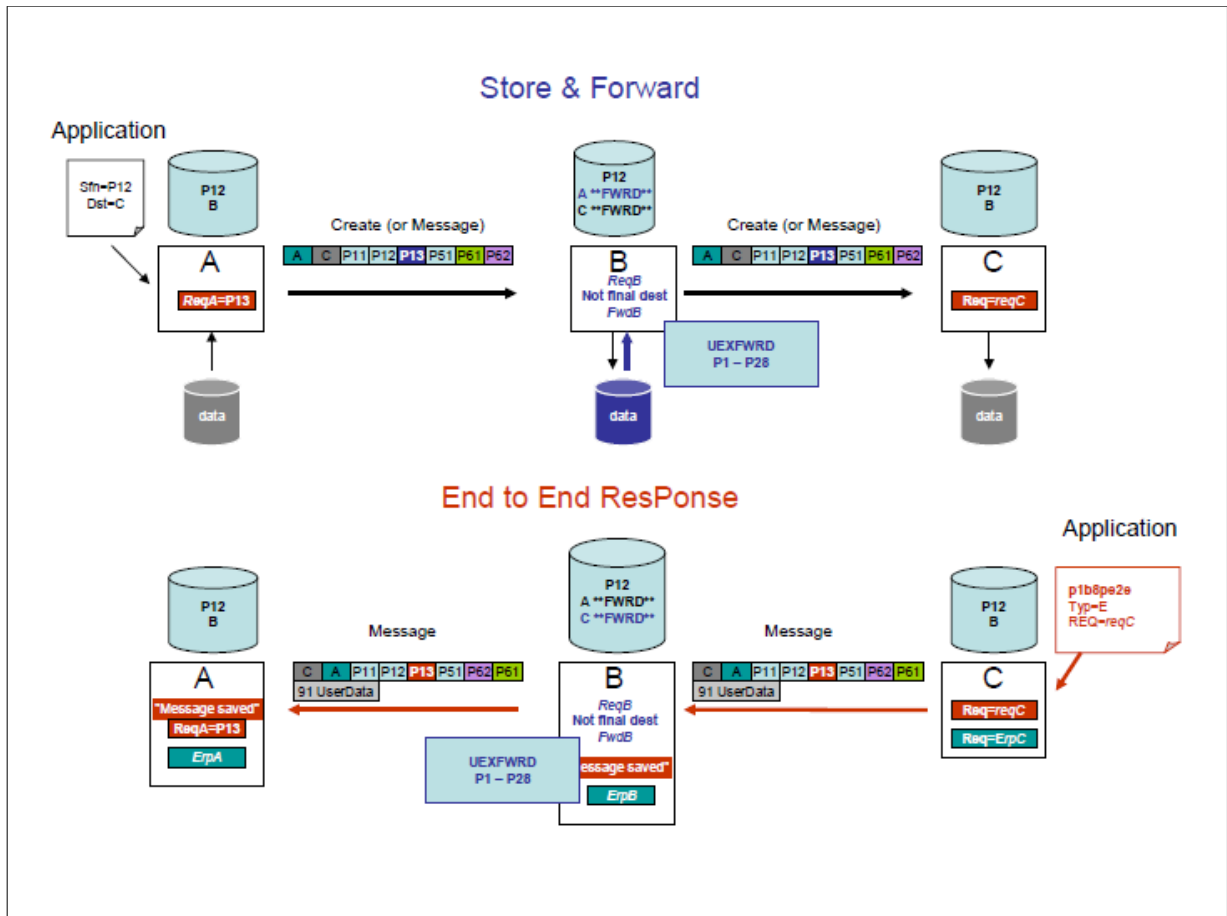 Store & Forward
Application
Sfn=P12
Dst=C
P12
B
P12
A **FWRD**
C **FWRD**
P12
B
Create (or Message)
Create (or Message)
A C P11 P12 P13 P51 P61 P62
A C P11 P12 P13 P51 P61 P62
A
ReqA=P13
B
ReqB
Not final dest
FwdB
C
Req=reqC
UEXFWRD
P1 – P28
data
data
data
End to End ResPonse
Application
P12
B
P12
A **FWRD**
C **FWRD**
P12
B
p1b8pe2e
Typ=E
REQ=reqC
Message
Message
C A P11 P12 P13 P51 P62 P61
91 UserData
C A P11 P12 P13 P51 P62 P61
91 UserData
A
"Message saved"
ReqA=P13
ErpA
B
ReqB
Not final dest
FwdB
essage saved"
ErpB
UEXFWRD
P1 – P28
C
Req=reqC
Req=ErpC